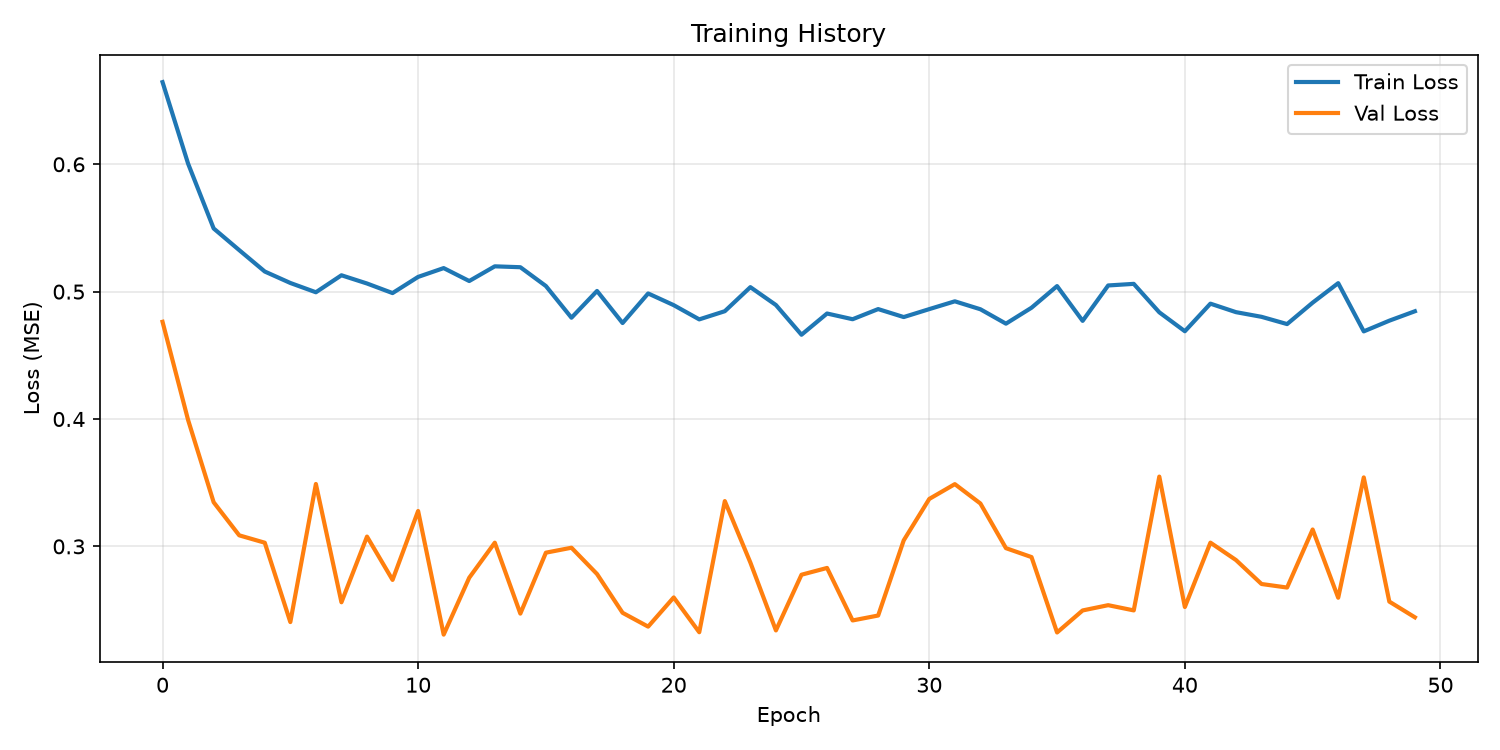 Training History
Train Loss
Val Loss
0.6
0.5
0.4
0.3
Loss (MSE)
0 10 20 30 40 50
Epoch